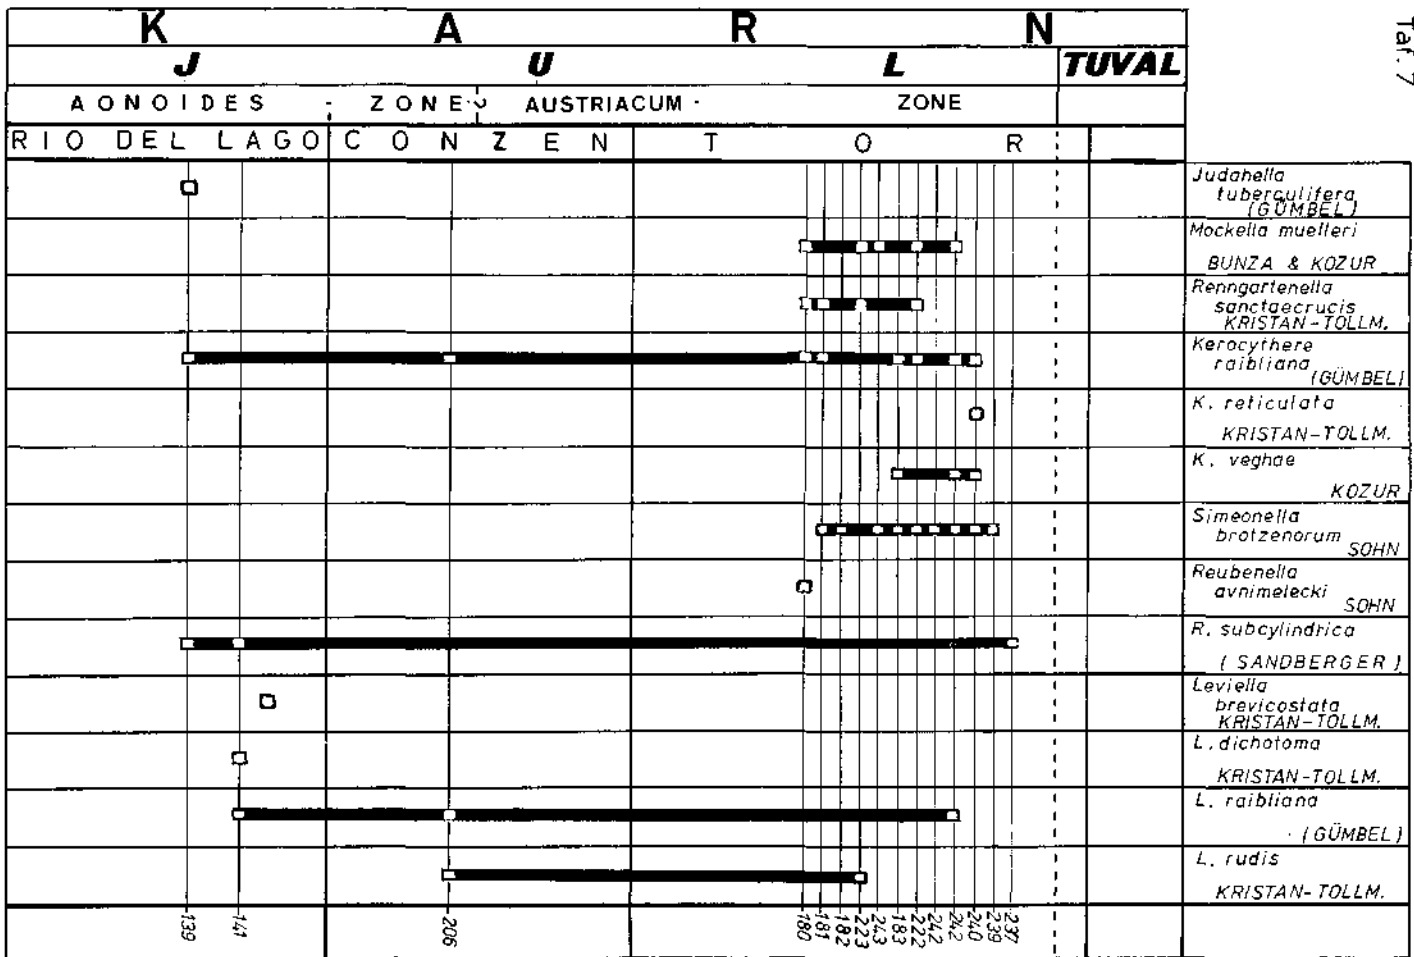 Taf. 7
K A R N
J U L TUVAL
AONOIDES - ZONE AUSTRIACUM - ZONE
RIO DEL LAGO CONZEN TOR
Judahella
tuberculifera
(GÜMBEL)
Mockella muelleri
BUNZA & KOZUR
Renngartenella
sanctaecrucis
KRISTAN-TOLLM.
Kerocythere
raibliana
(GÜMBEL)
K. reticulata
KRISTAN-TOLLM.
K. veghae
KOZUR
Simeonella
brotzenorum
SOHN
Reubenella
avnimelecki
SOHN
R. subcylindrica
(SANDBERGER)
Leviella
brevicostata
KRISTAN-TOLLM.
L. dichotoma
KRISTAN-TOLLM.
L. raibliana
(GÜMBEL)
L. rudis
KRISTAN-TOLLM.
139
141
206
180
181
182
223
243
183
222
242
242
240
239
237